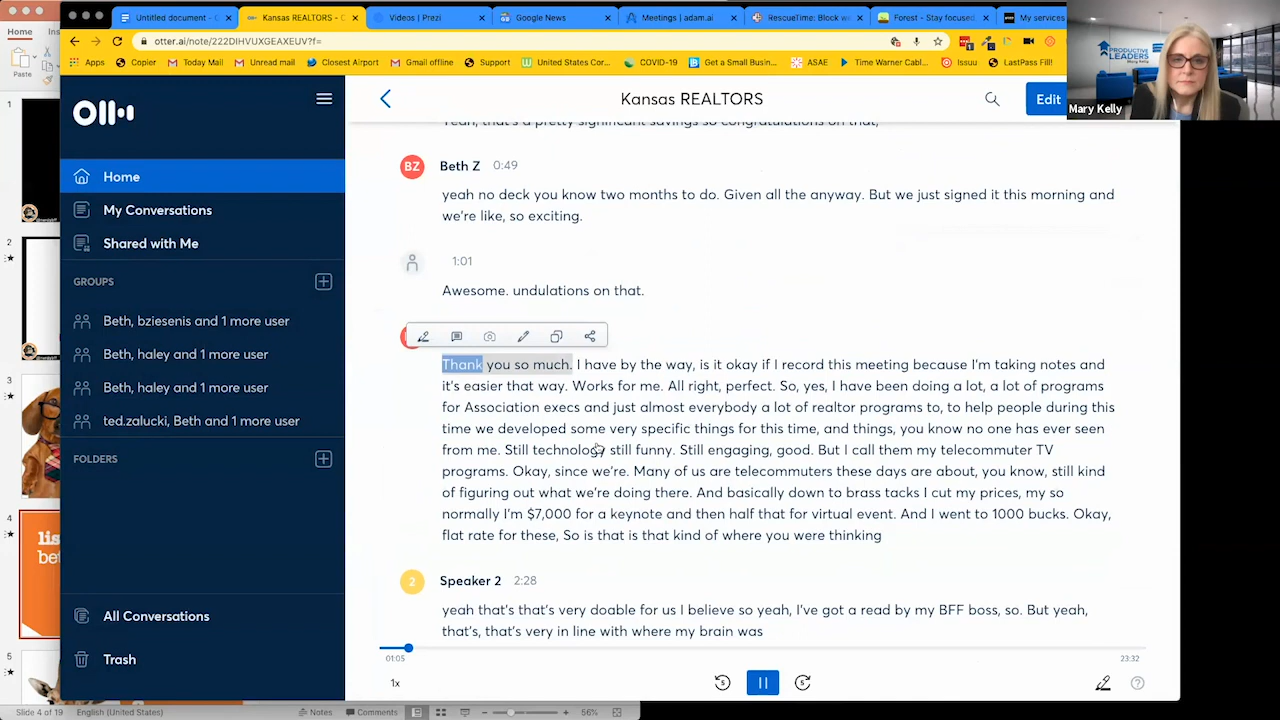 Untitled document - C
Kansas REALTORS - C
Videos | Prezi
Google News
Meetings | adam.ai
RescueTime: Block w
Forest - Stay focused,
My services
otter.ai/note/222DIHVUXGEAXEUV?f=
Apps
Copier
Today Mail
Unread mail
Closest Airport
Gmail offline
Support
United States Cor...
COVID-19
Get a Small Busin...
ASAE
Time Warner Cabl...
Issuu
LastPass Fill!
PRODUCTIVE
LEADERS
Mary Kelly
Mary Kelly
Home
Paste
1
2
3
4
5
list
bet
Home
My Conversations
Shared with Me
GROUPS
Beth, bziesenis and 1 more user
Beth, haley and 1 more user
Beth, haley and 1 more user
ted.zalucki, Beth and 1 more user
FOLDERS
All Conversations
Trash
Kansas REALTORS
Edit
Yeah, that's a pretty significant savings so congratulations on that,
BZ
Beth Z 0:49
yeah no deck you know two months to do. Given all the anyway. But we just signed it this morning and
we're like, so exciting.
1:01
Awesome. undulations on that.
Thank you so much. I have by the way, is it okay if I record this meeting because I'm taking notes and
it's easier that way. Works for me. All right, perfect. So, yes, I have been doing a lot, a lot of programs
for Association execs and just almost everybody a lot of realtor programs to, to help people during this
time we developed some very specific things for this time, and things, you know no one has ever seen
from me. Still technology still funny. Still engaging, good. But I call them my telecommuter TV
programs. Okay, since we're. Many of us are telecommuters these days are about, you know, still kind
of figuring out what we're doing there. And basically down to brass tacks I cut my prices, my so
normally I'm $7,000 for a keynote and then half that for virtual event. And I went to 1000 bucks. Okay,
flat rate for these, So is that is that kind of where you were thinking
2
Speaker 2 2:28
yeah that's that's very doable for us I believe so yeah, I've got a read by my BFF boss, so. But yeah,
that's, that's very in line with where my brain was
01:05
23:32
1x
5
5
Slide 4 of 19
English (United States)
Notes
Comments
56%